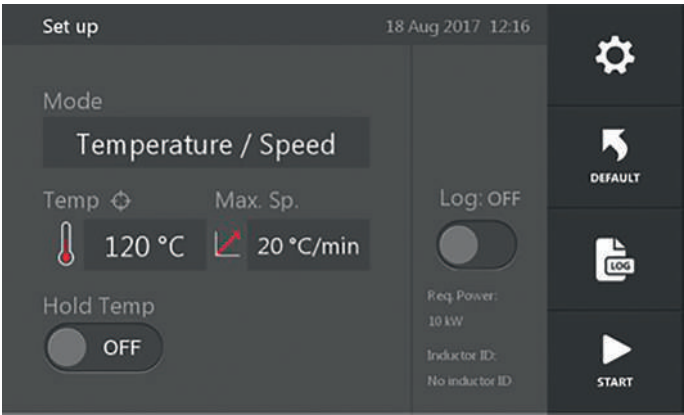 Set up
18 Aug 2017 12:16
Mode
Temperature / Speed
Temp
Max. Sp.
120 °C
20 °C/min
Hold Temp
OFF
Log: OFF
Req. Power:
10 kW
Inductor ID:
No inductor ID
DEFAULT
LOG
START